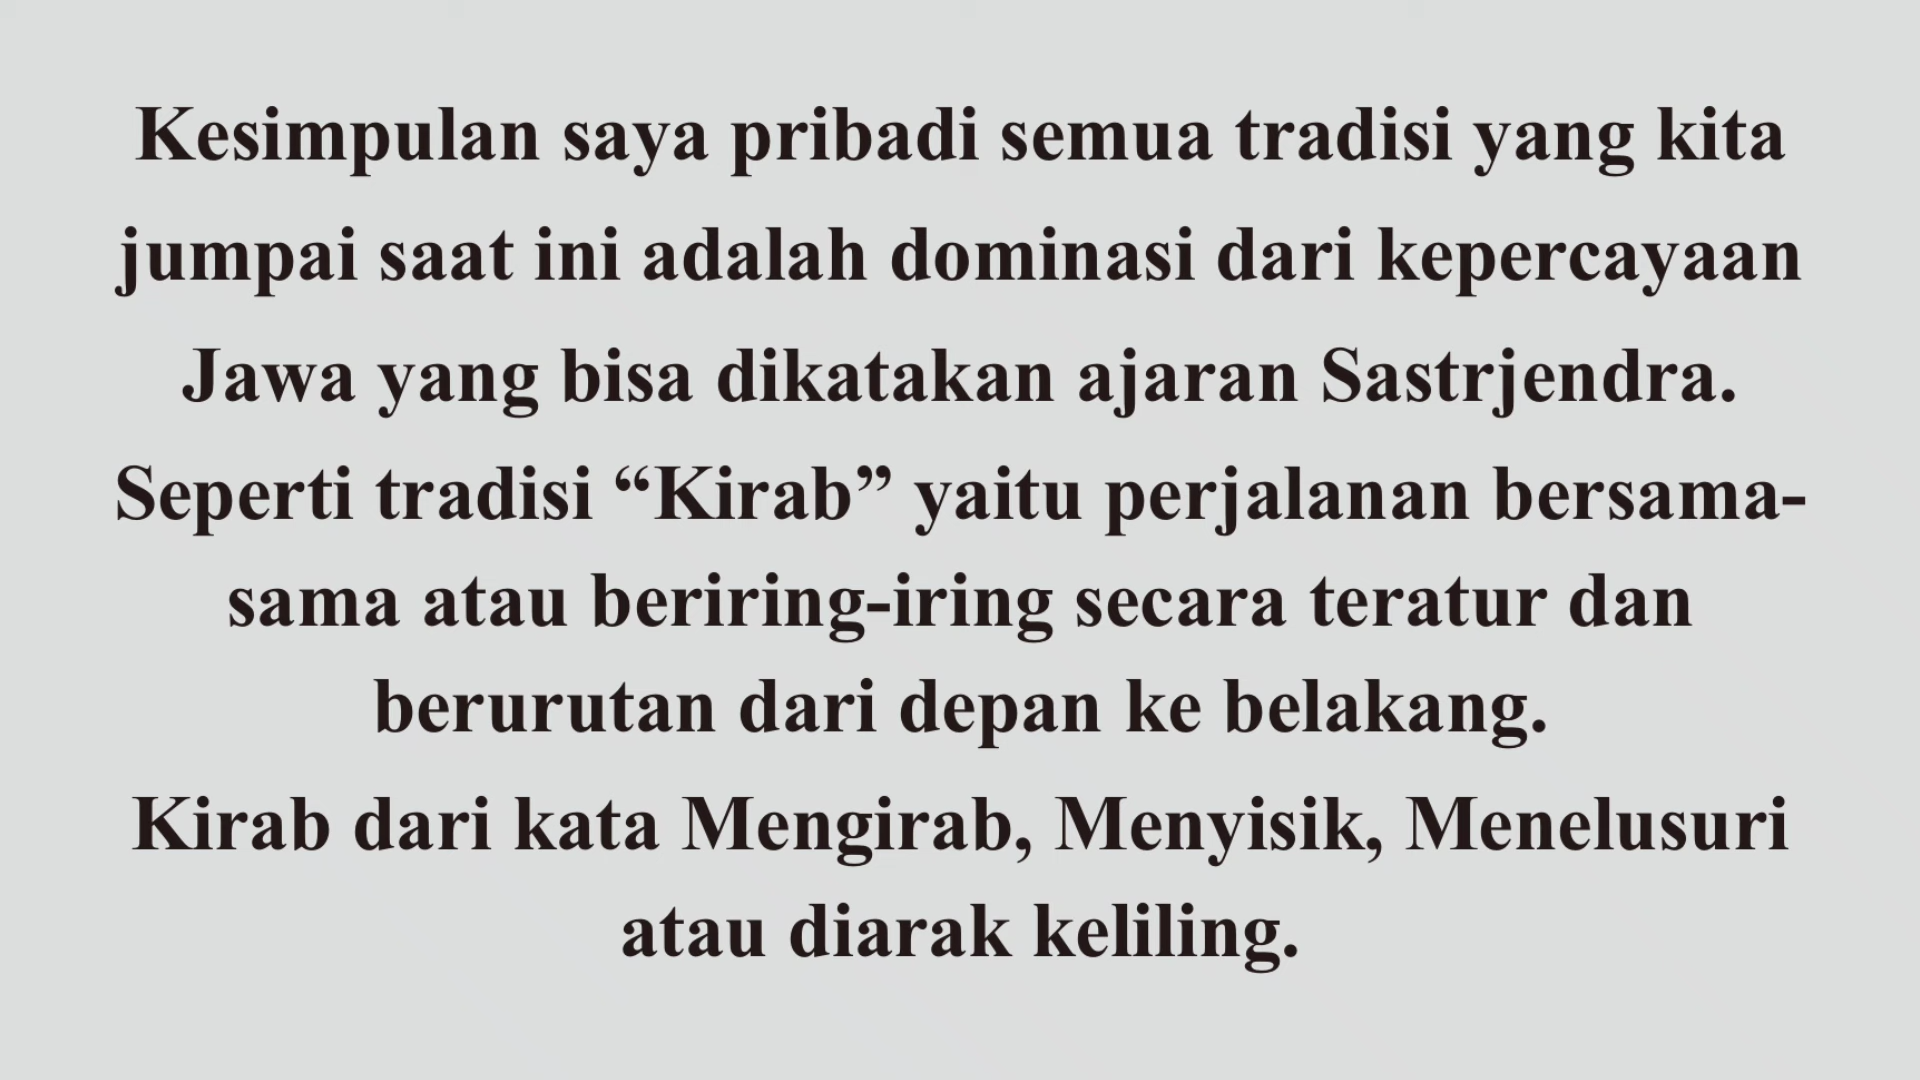 Kesimpulan saya pribadi semua tradisi yang kita
jumpai saat ini adalah dominasi dari kepercayaan
Jawa yang bisa dikatakan ajaran Sastrjendra.
Seperti tradisi “Kirab” yaitu perjalanan bersama-
sama atau beriring-iring secara teratur dan
berurutan dari depan ke belakang.
Kirab dari kata Mengirab, Menyisik, Menelusuri
atau diarak keliling.